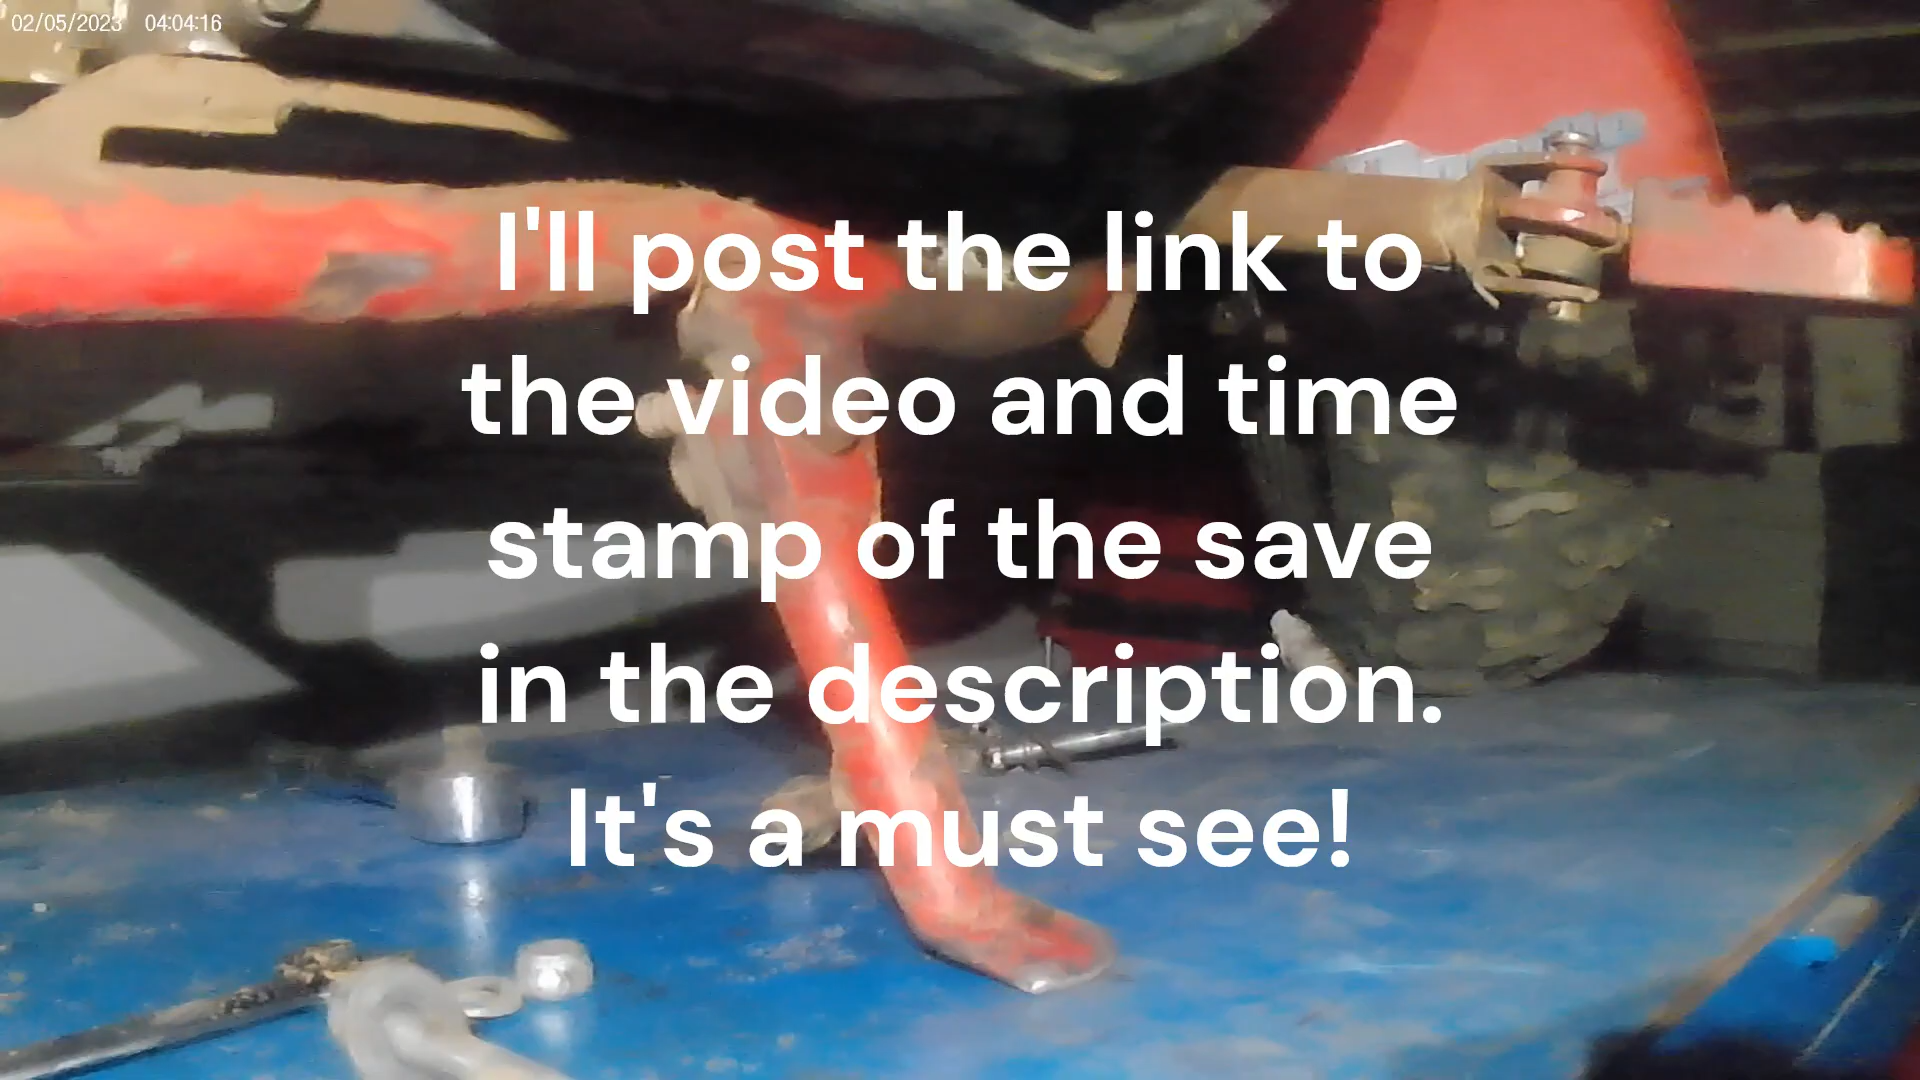 02/05/2023 04:04:16
I'll post the link to
the video and time
stamp of the save
in the description.
It's a must see!